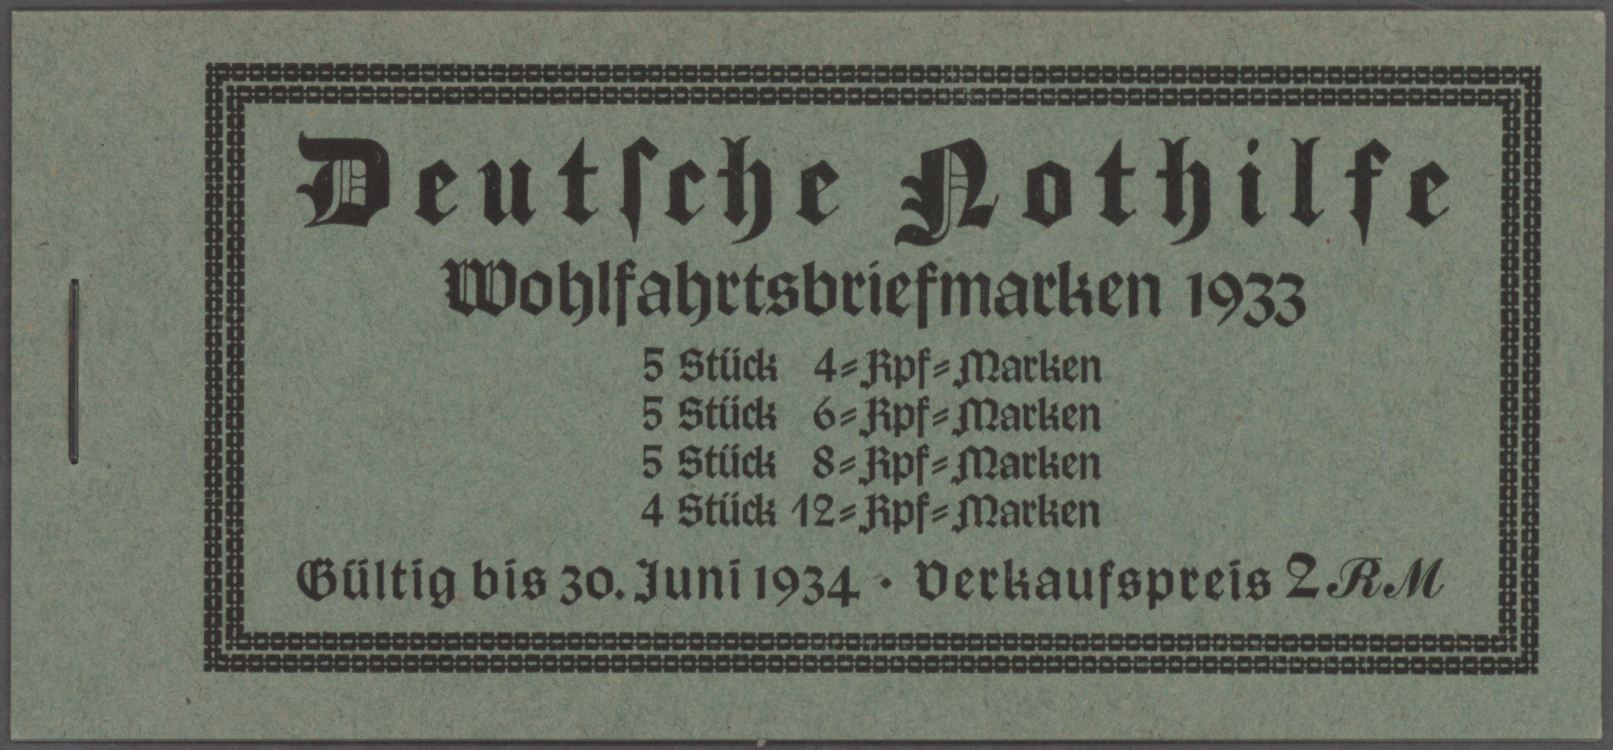 Deutſche Nothilfe
Wohlfahrtsbriefmarken 1933
5 Stück 4=Rpf=Marken
5 Stück 6=Rpf=Marken
5 Stück 8=Rpf=Marken
4 Stück 12=Rpf=Marken
Gültig bis 30. Juni 1934 · Verkaufspreis 2 RM